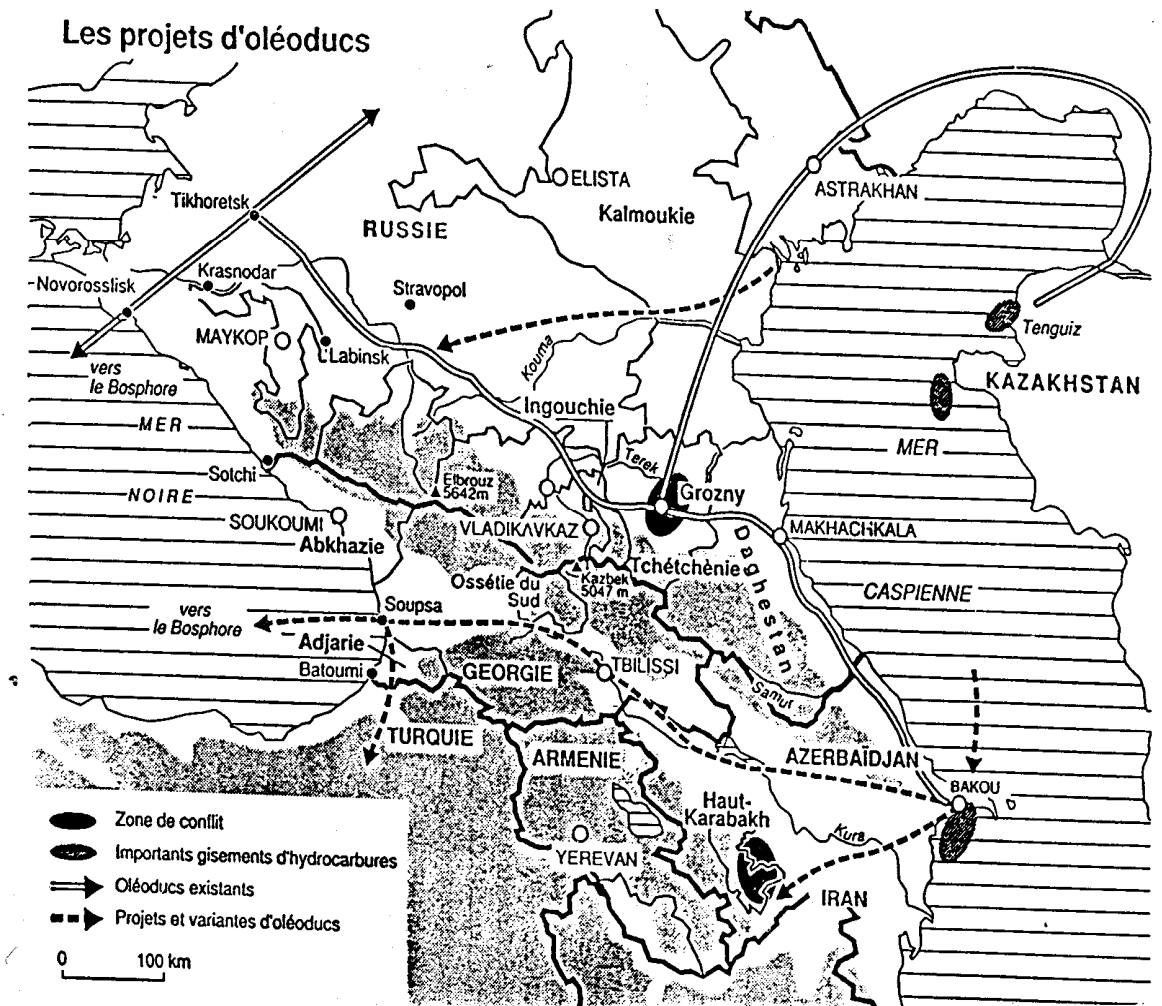 Les projets d'oléoducs
ELISTA
ASTRAKHAN
Kalmoukie
Tikhoretsk
RUSSIE
Krasnodar
Novorosslisk
Stravopol
Tenguiz
MAYKOP
Labinsk
Kouma
vers
le Bosphore
KAZAKHSTAN
Ingouchie
MER
NOIRE
MER
CASPIENNE
Terek
Sotchi
Elbrouz
5642m
Grozny
SOUKOUMI
VLADIKAVKAZ
MAKHACHKALA
Abkhazie
Tchétchènie
Daghestan
Kazbek
5047 m
Ossétie du
Sud
vers
le Bosphore
Soupsa
Adjarie
GEORGIE
TBILISSI
Batoumi
Samur
TURQUIE
ARMENIE
AZERBAÏDJAN
BAKOU
Haut-
Karabakh
Kura
YEREVAN
IRAN
Zone de conflit
Importants gisements d'hydrocarbures
Oléoducs existants
Projets et variantes d'oléoducs
0 100 km